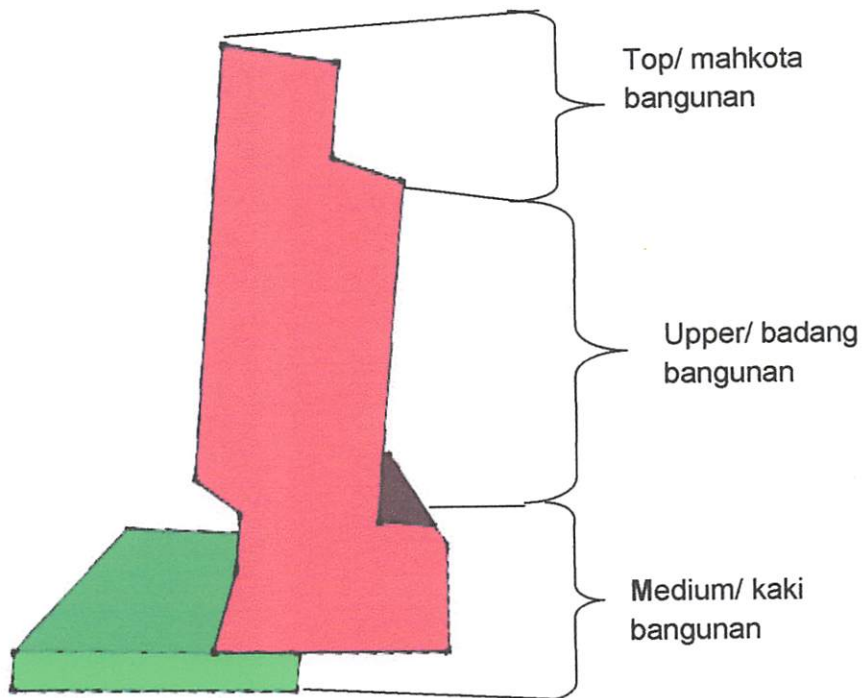 Top/ mahkota
bangunan
Upper/ badang
bangunan
Medium/ kaki
bangunan